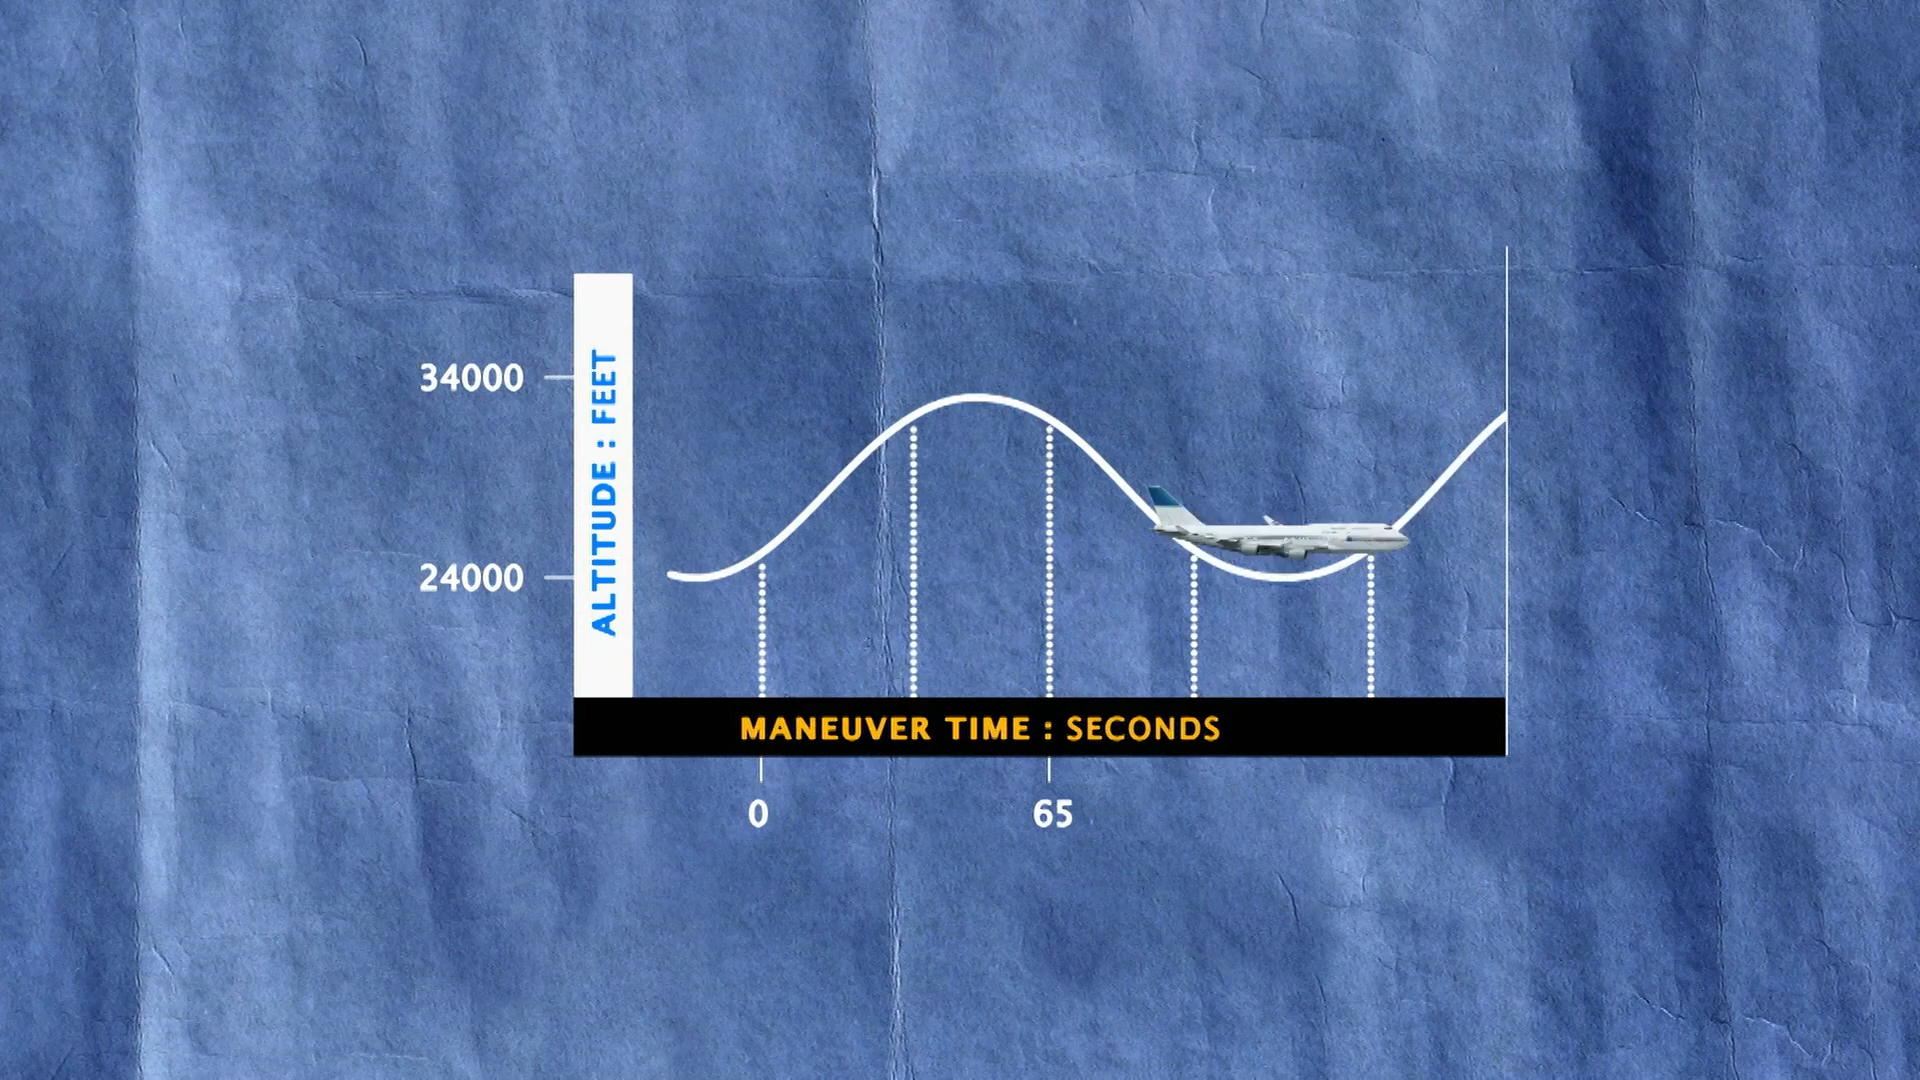 34000
24000
ALTITUDE : FEET
MANEUVER TIME : SECONDS
0
65